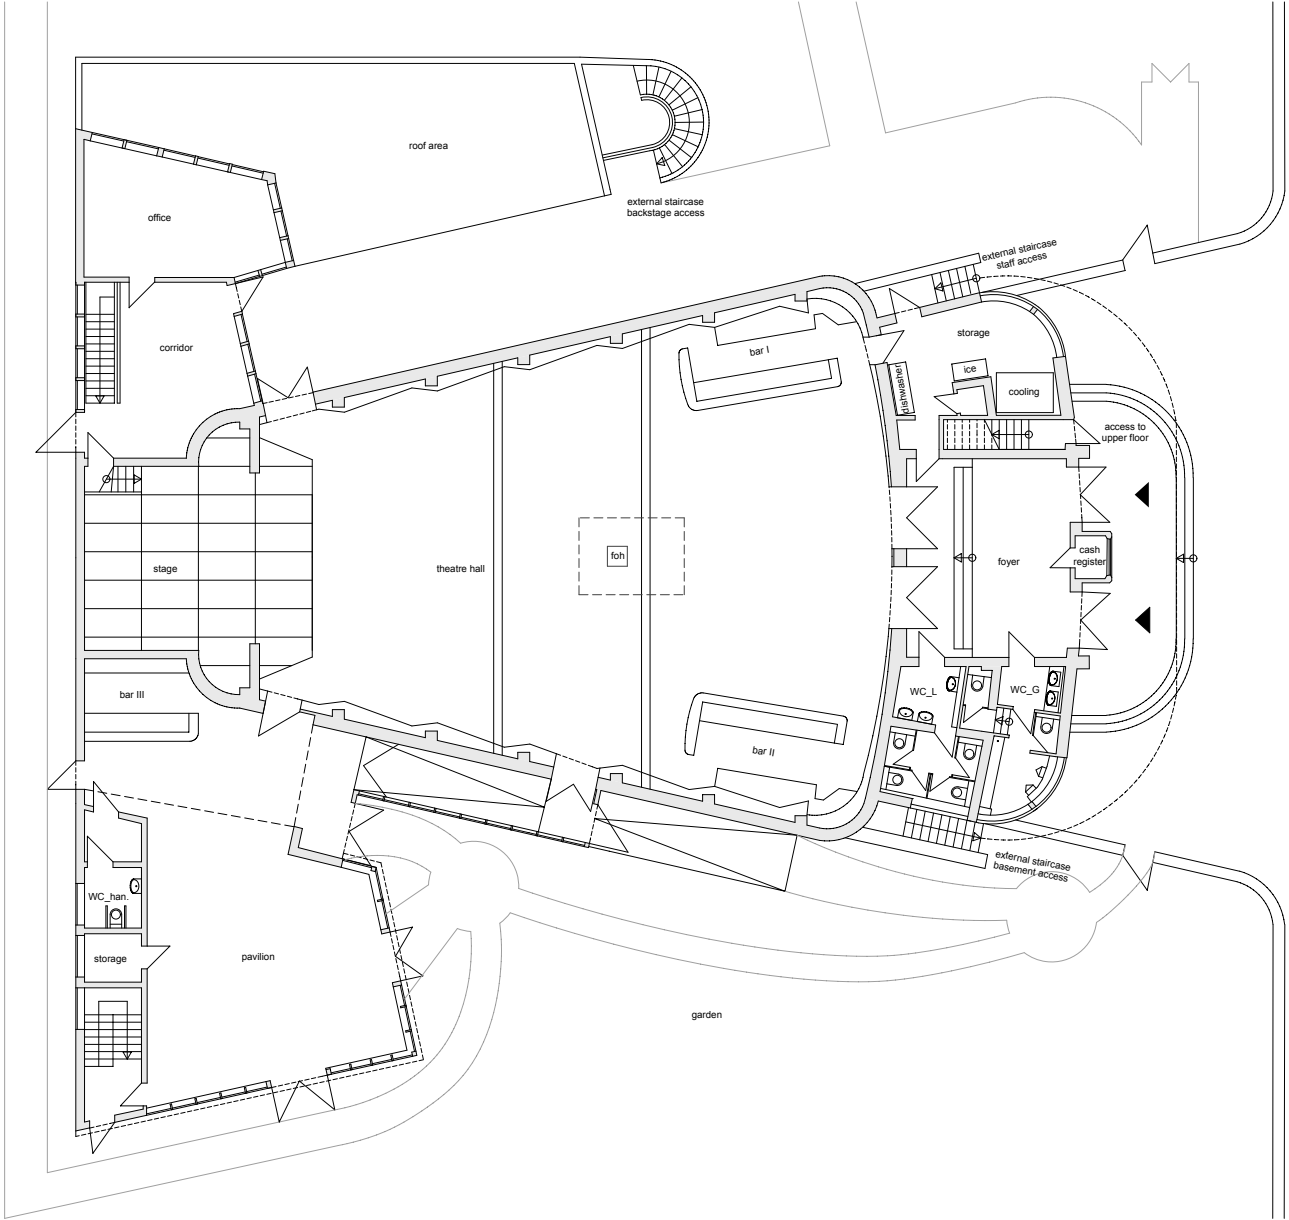 roof area
office
external staircase
backstage access
external staircase
staff access
corridor
storage
bar I
ice
dishwasher
cooling
access to
upper floor
foh
stage
theatre hall
foyer
cash
register
bar III
WC_L
WC_G
bar II
external staircase
basement access
WC_han.
storage
pavilion
garden